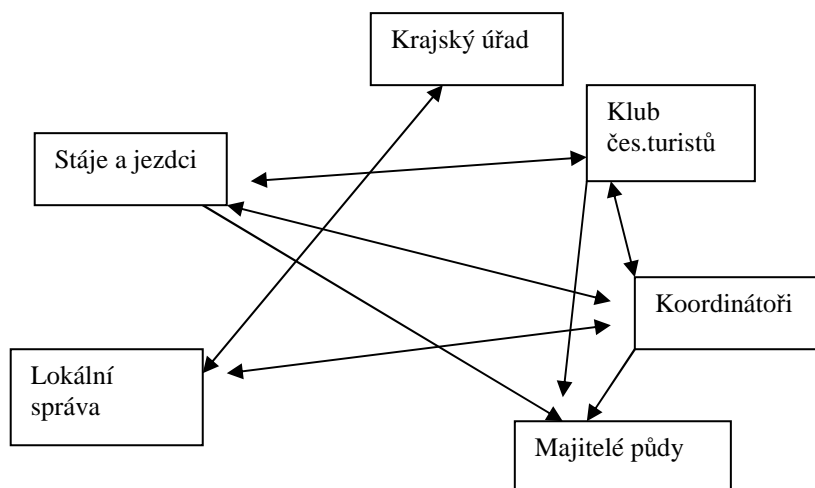 Krajský úřad
Klub
čes.turistů
Stáje a jezdci
Koordinátoři
Lokální
správa
Majitelé půdy